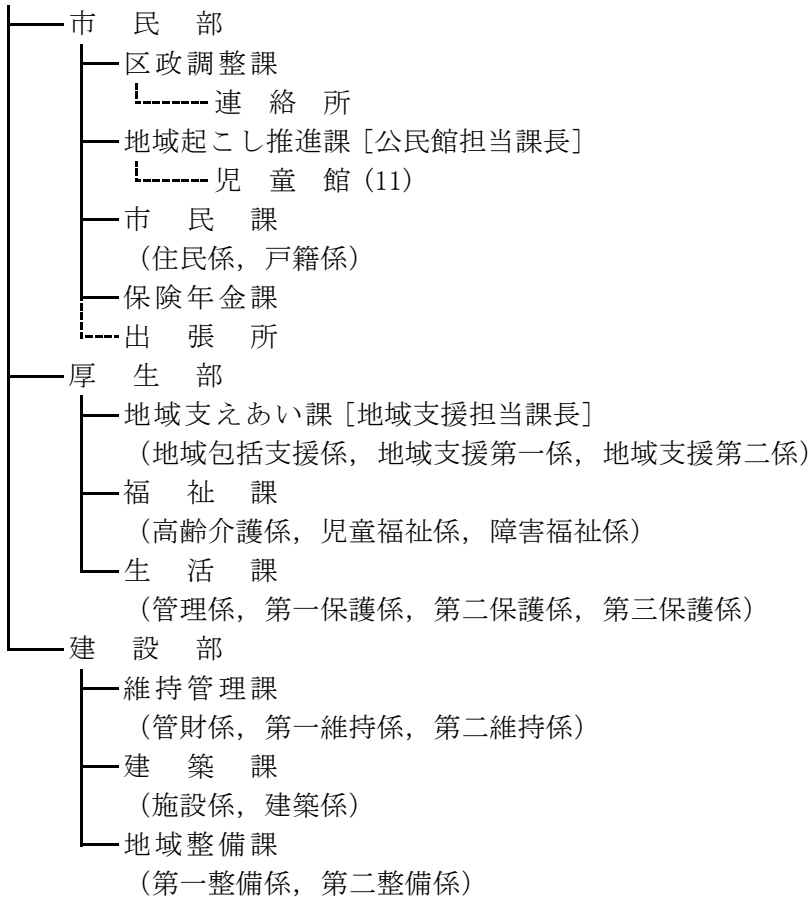 市民部
区政調整課
連絡所
地域起こし推進課［公民館担当課長］
児童館 (11)
市民課
（住民係，戸籍係）
保険年金課
出張所
厚生部
地域支えあい課［地域支援担当課長］
（地域包括支援係，地域支援第一係，地域支援第二係）
福祉課
（高齢介護係，児童福祉係，障害福祉係）
生活課
（管理係，第一保護係，第二保護係，第三保護係）
建設部
維持管理課
（管財係，第一維持係，第二維持係）
建築課
（施設係，建築係）
地域整備課
（第一整備係，第二整備係）